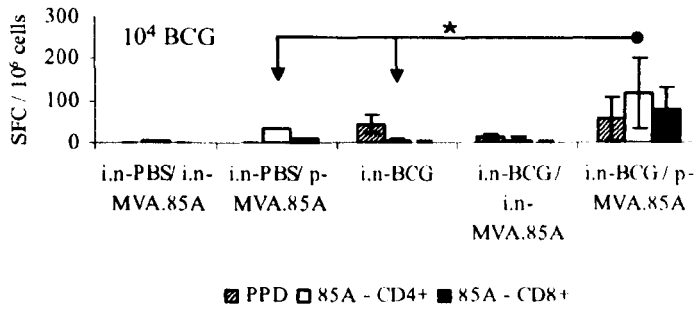 300
10⁴ BCG
★
200
100
0
SFC / 10⁶ cells
i.n-PBS/ i.n-
MVA.85A
i.n-PBS/ p-
MVA.85A
i.n-BCG
i.n-BCG /
i.n-
MVA.85A
i.n-BCG / p-
MVA.85A
PPD 85A - CD4+ 85A - CD8+